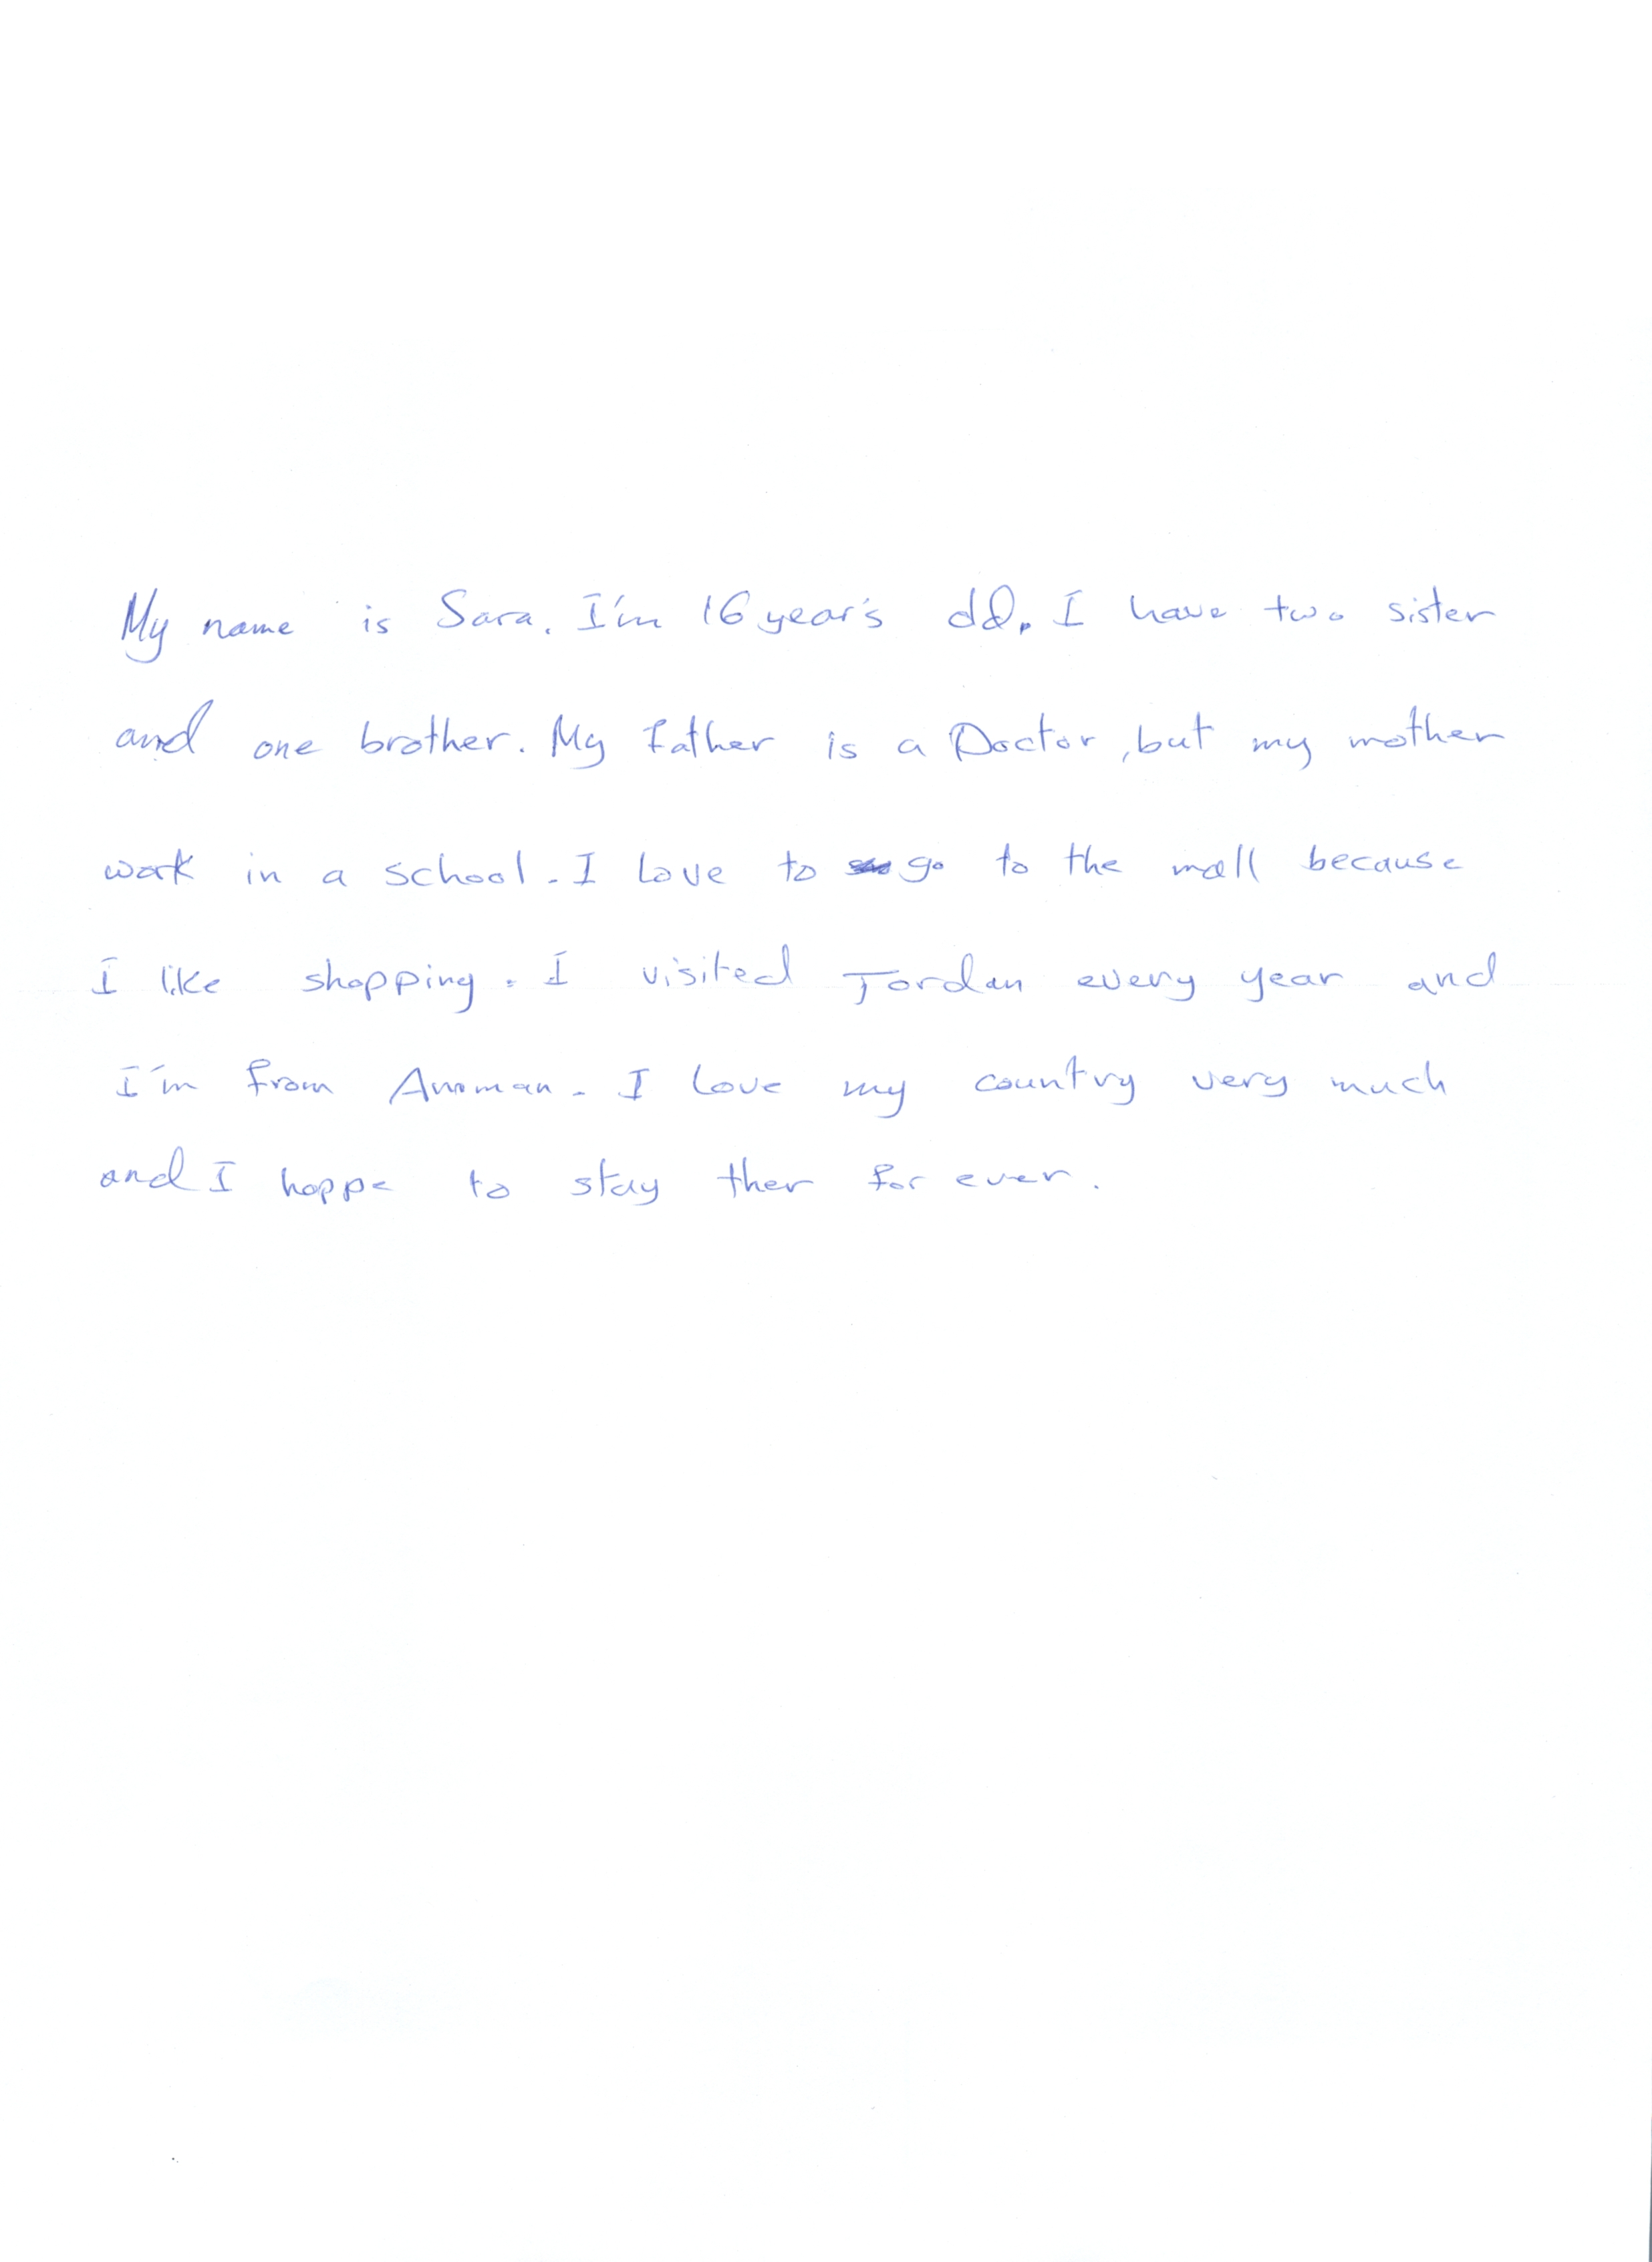 My name is Sara. I'm 16 year's old. I have two sister
and one brother. My father is a Doctor, but my mother
work in a school. I love to go to the mall because
I like shopping. I visited Jordan every year and
I'm from Amman. I love my country very much
and I hoppe to stay ther for ever.